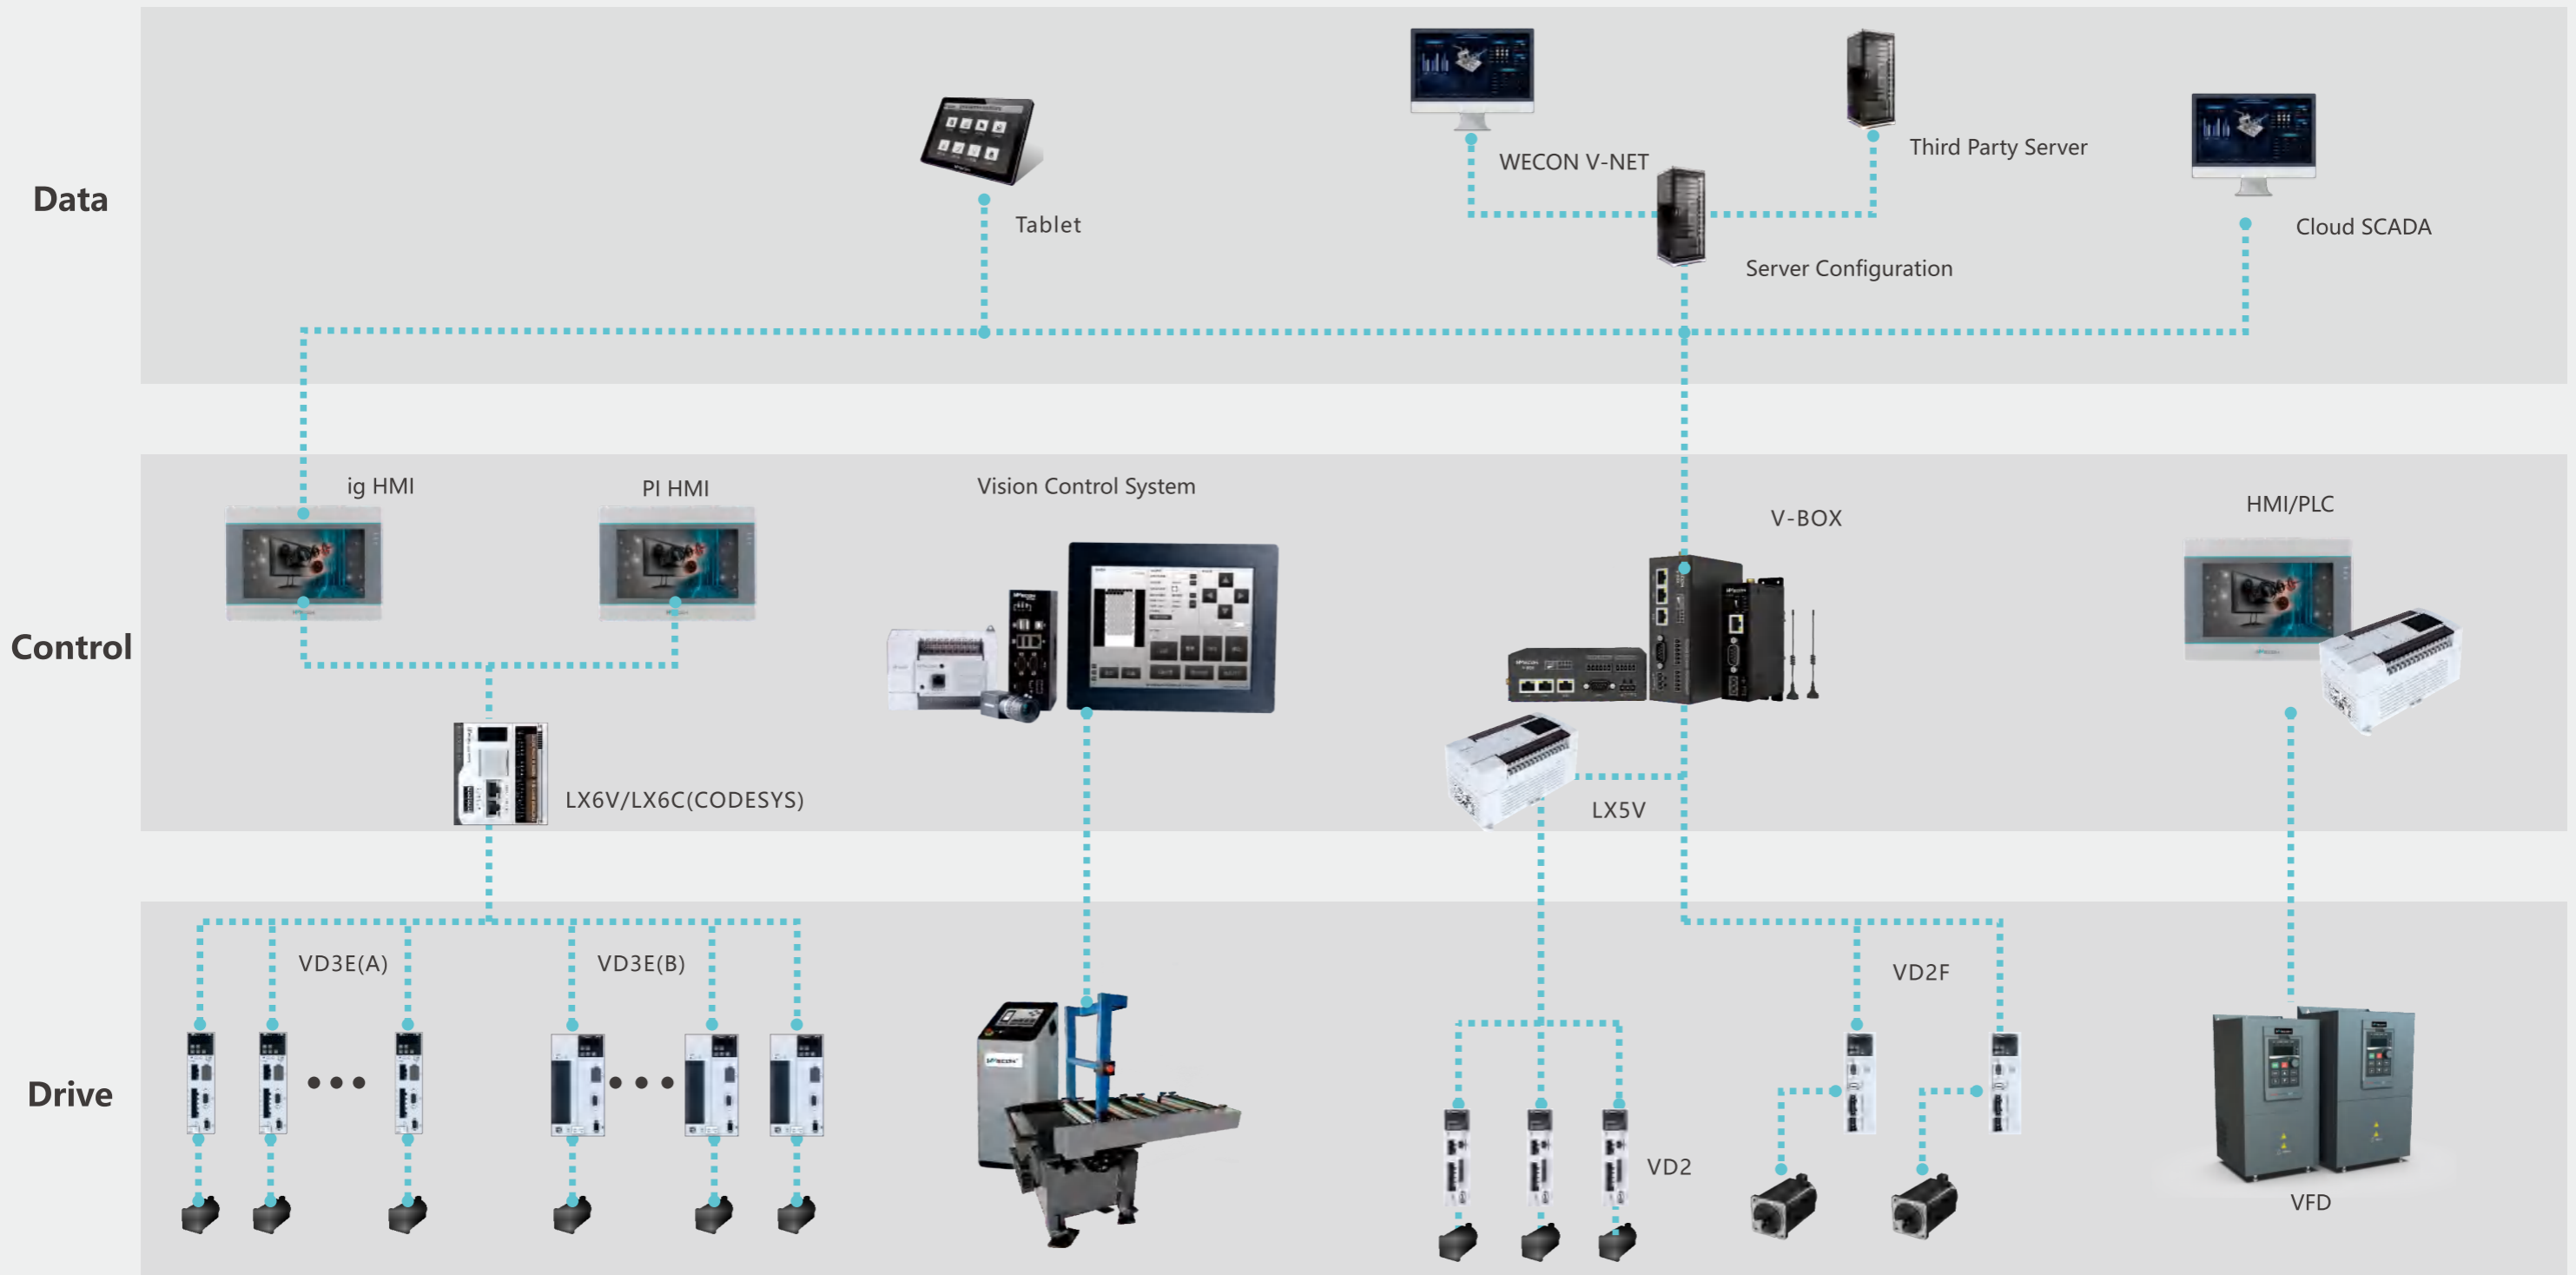 Data
Tablet
WECON V-NET
Third Party Server
Server Configuration
Cloud SCADA
Control
ig HMI
PI HMI
Vision Control System
V-BOX
HMI/PLC
LX6V/LX6C(CODESYS)
LX5V
Drive
VD3E(A)
VD3E(B)
VD2F
VD2
VFD